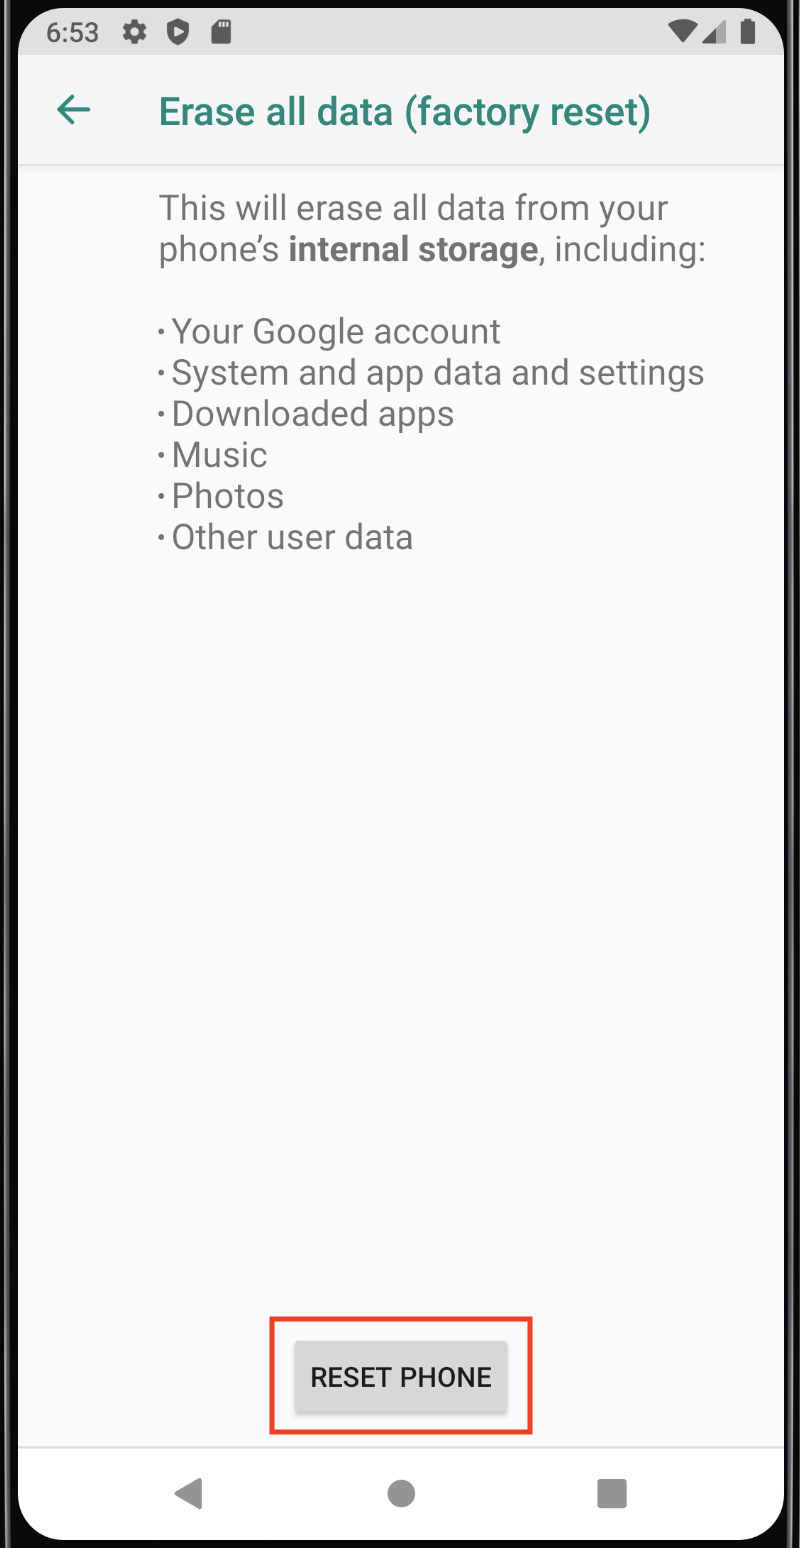 6:53
Erase all data (factory reset)
This will erase all data from your
phone’s internal storage, including:
· Your Google account
· System and app data and settings
· Downloaded apps
· Music
· Photos
· Other user data
RESET PHONE